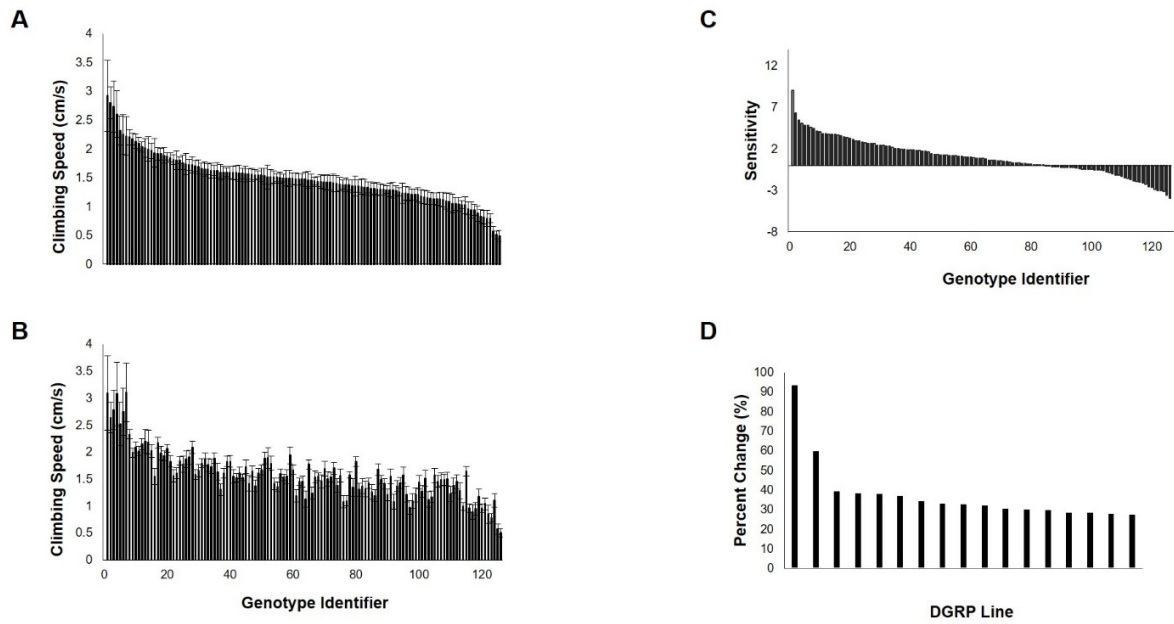 A
Climbing Speed (cm/s)
4
3.5
3
2.5
2
1.5
1
0.5
0
B
Climbing Speed (cm/s)
4
3.5
3
2.5
2
1.5
1
0.5
0
0 20 40 60 80 100 120
Genotype Identifier
C
Sensitivity
12
7
2
-3
-8
0 20 40 60 80 100 120
Genotype Identifier
D
Percent Change (%)
100
90
80
70
60
50
40
30
20
10
0
DGRP Line